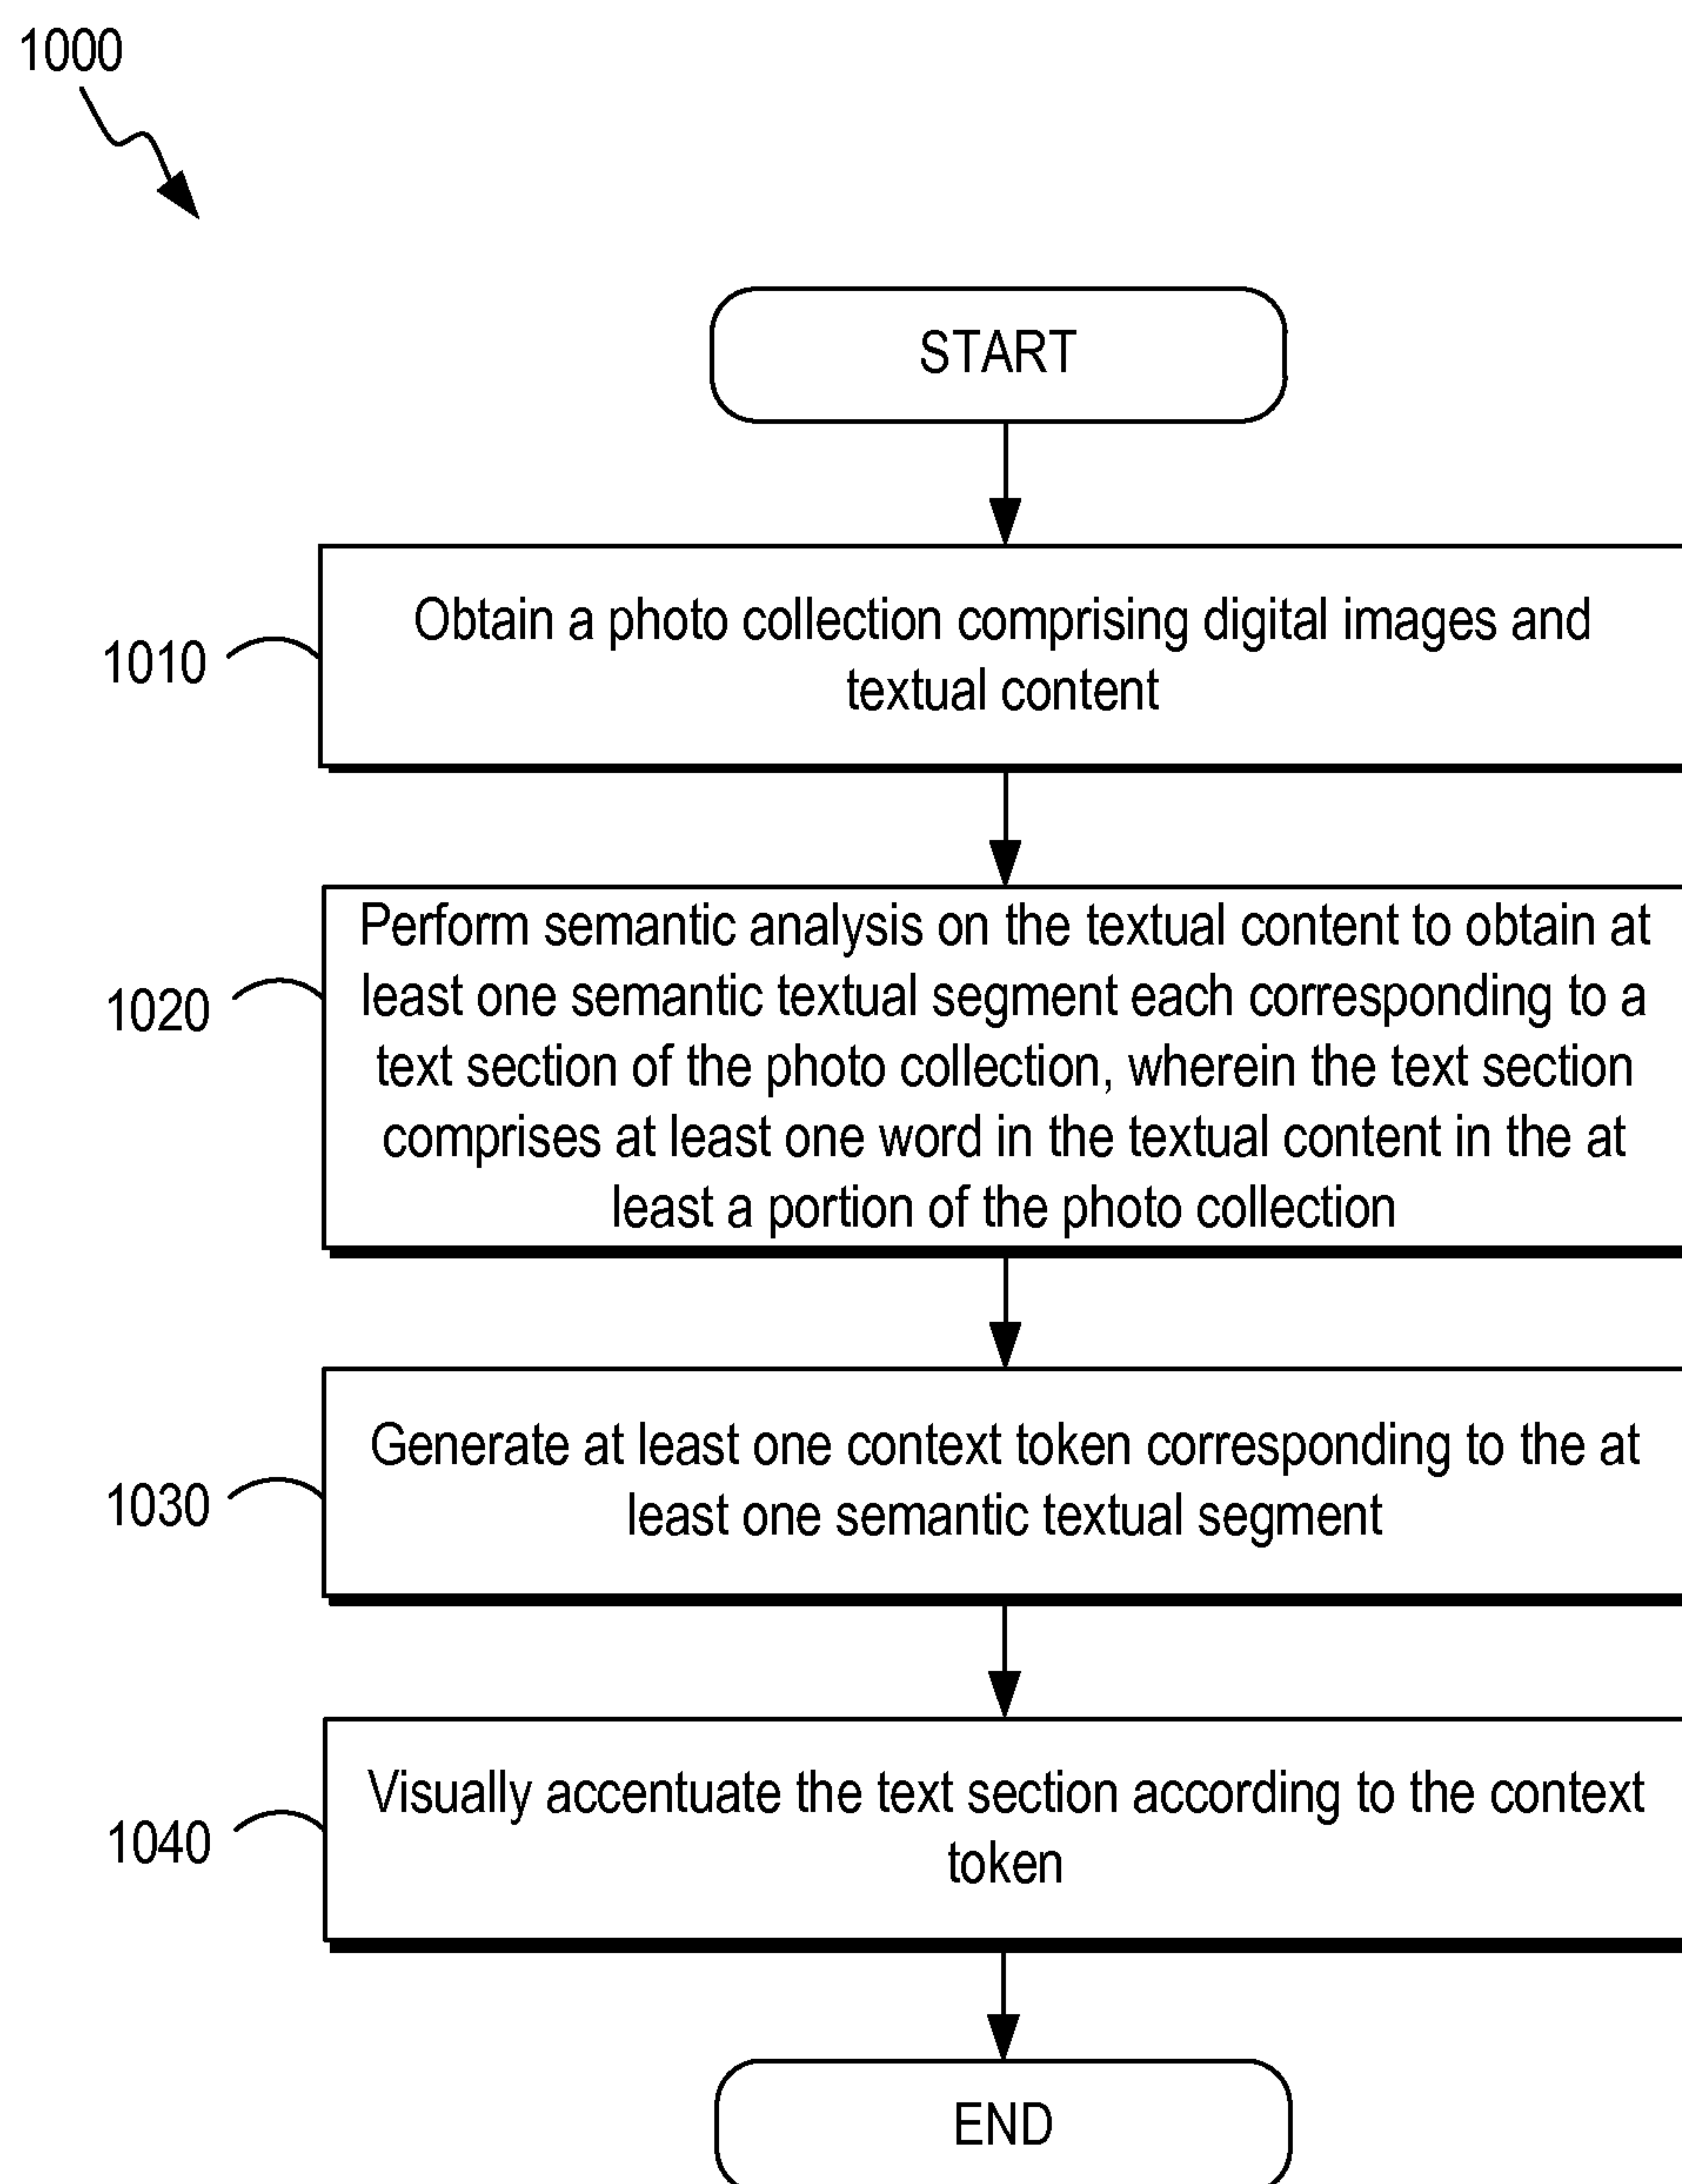 1000
START
1010
Obtain a photo collection comprising digital images and
textual content
1020
Perform semantic analysis on the textual content to obtain at
least one semantic textual segment each corresponding to a
text section of the photo collection, wherein the text section
comprises at least one word in the textual content in the at
least a portion of the photo collection
1030
Generate at least one context token corresponding to the at
least one semantic textual segment
1040
Visually accentuate the text section according to the context
token
END